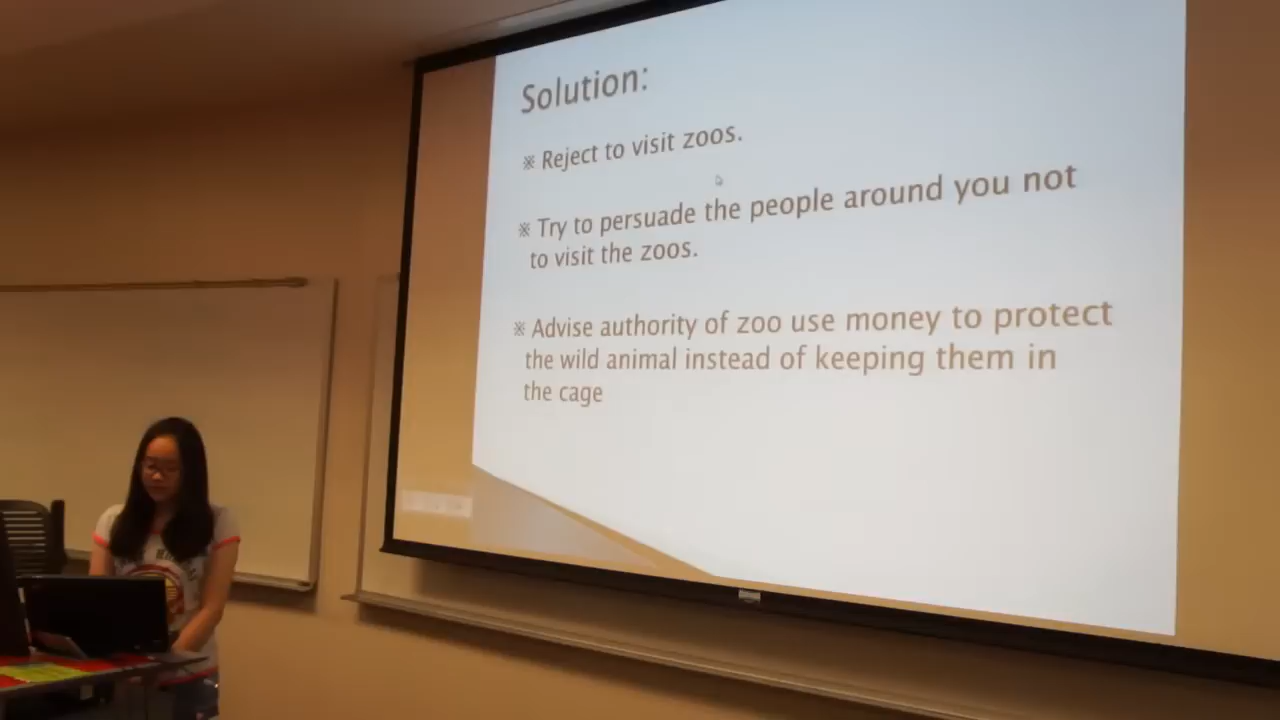 Solution:
※ Reject to visit zoos.
※ Try to persuade the people around you not
to visit the zoos.
※ Advise authority of zoo use money to protect
the wild animal instead of keeping them in
the cage